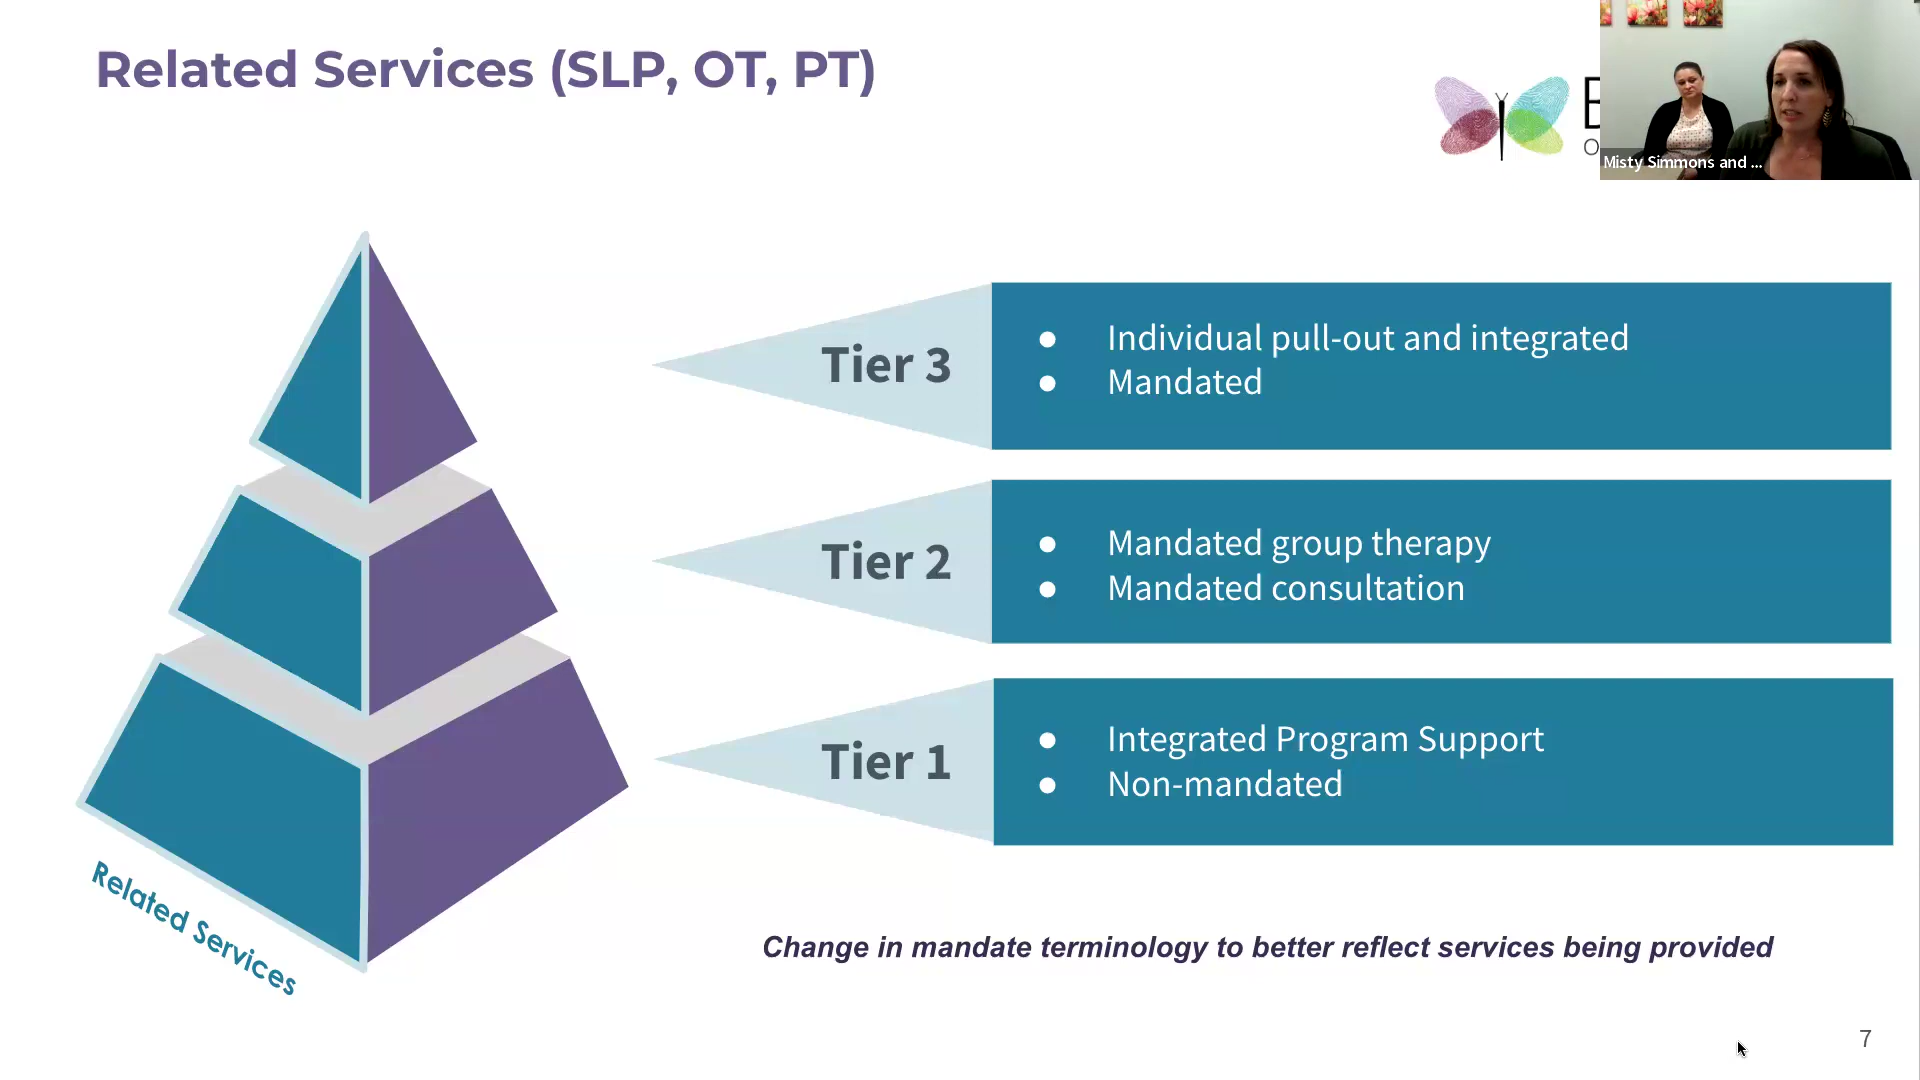 Related Services (SLP, OT, PT)
Misty Simmons and ...
Tier 3
● Individual pull-out and integrated
● Mandated
Tier 2
● Mandated group therapy
● Mandated consultation
Tier 1
● Integrated Program Support
● Non-mandated
Related Services
Change in mandate terminology to better reflect services being provided
7